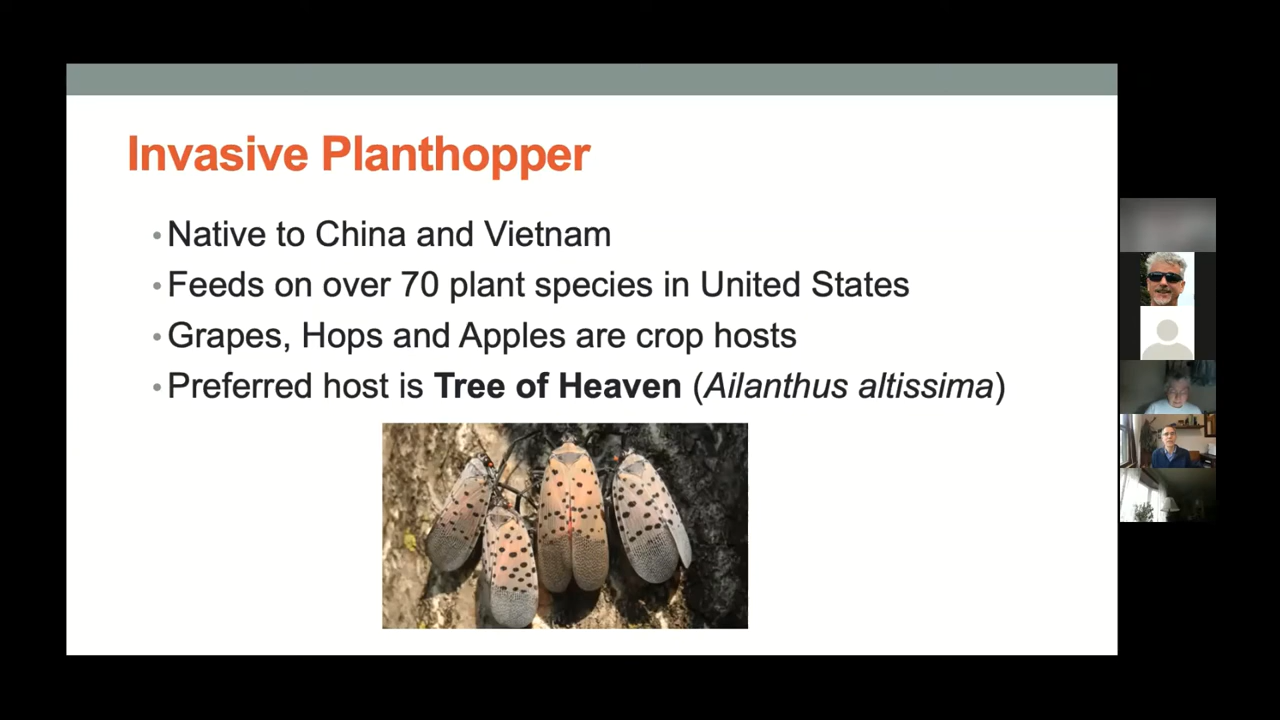 Invasive Planthopper
• Native to China and Vietnam
• Feeds on over 70 plant species in United States
• Grapes, Hops and Apples are crop hosts
• Preferred host is Tree of Heaven (Ailanthus altissima)